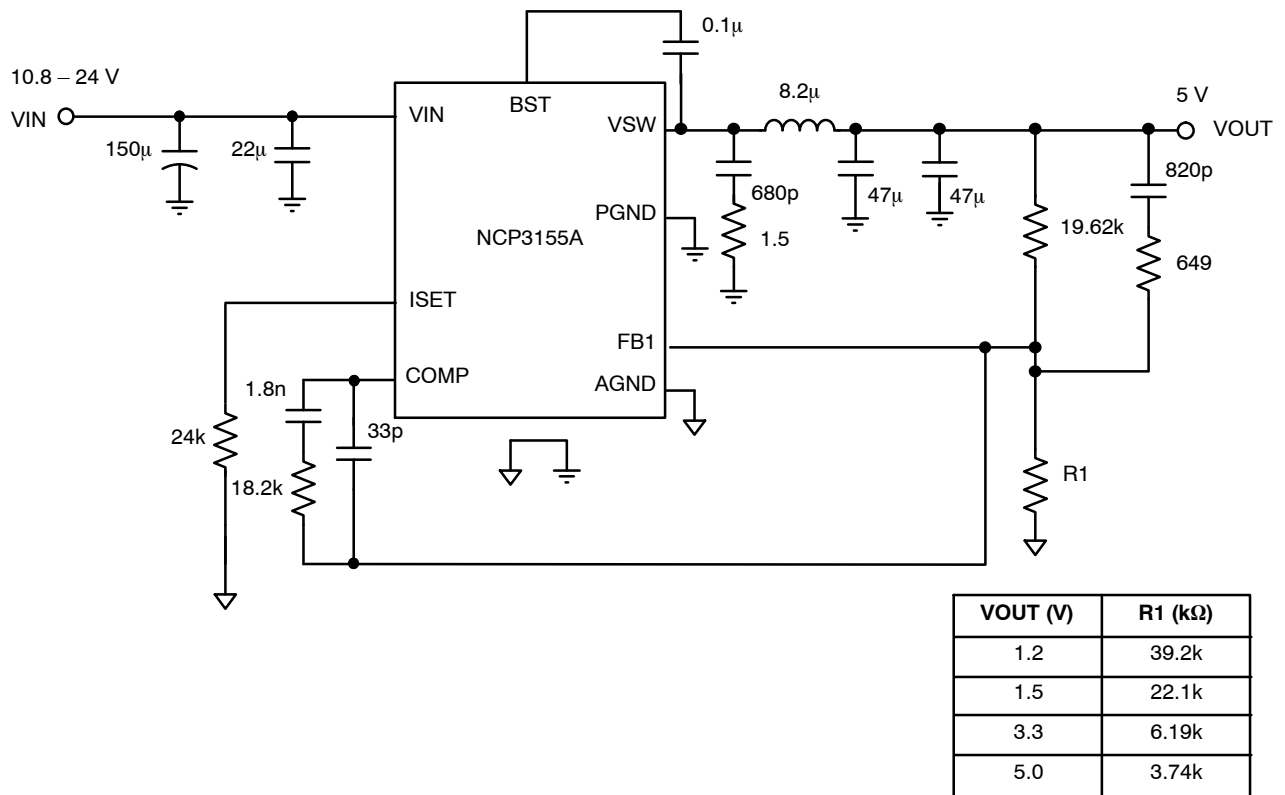 0.1μ
10.8 – 24 V
VIN
150μ
22μ
VIN
BST
VSW
8.2μ
5 V
VOUT
680p
1.5
47μ
47μ
820p
19.62k
649
PGND
NCP3155A
ISET
FB1
COMP
AGND
1.8n
33p
24k
18.2k
R1
VOUT (V) R1 (kΩ)
1.2 39.2k
1.5 22.1k
3.3 6.19k
5.0 3.74k